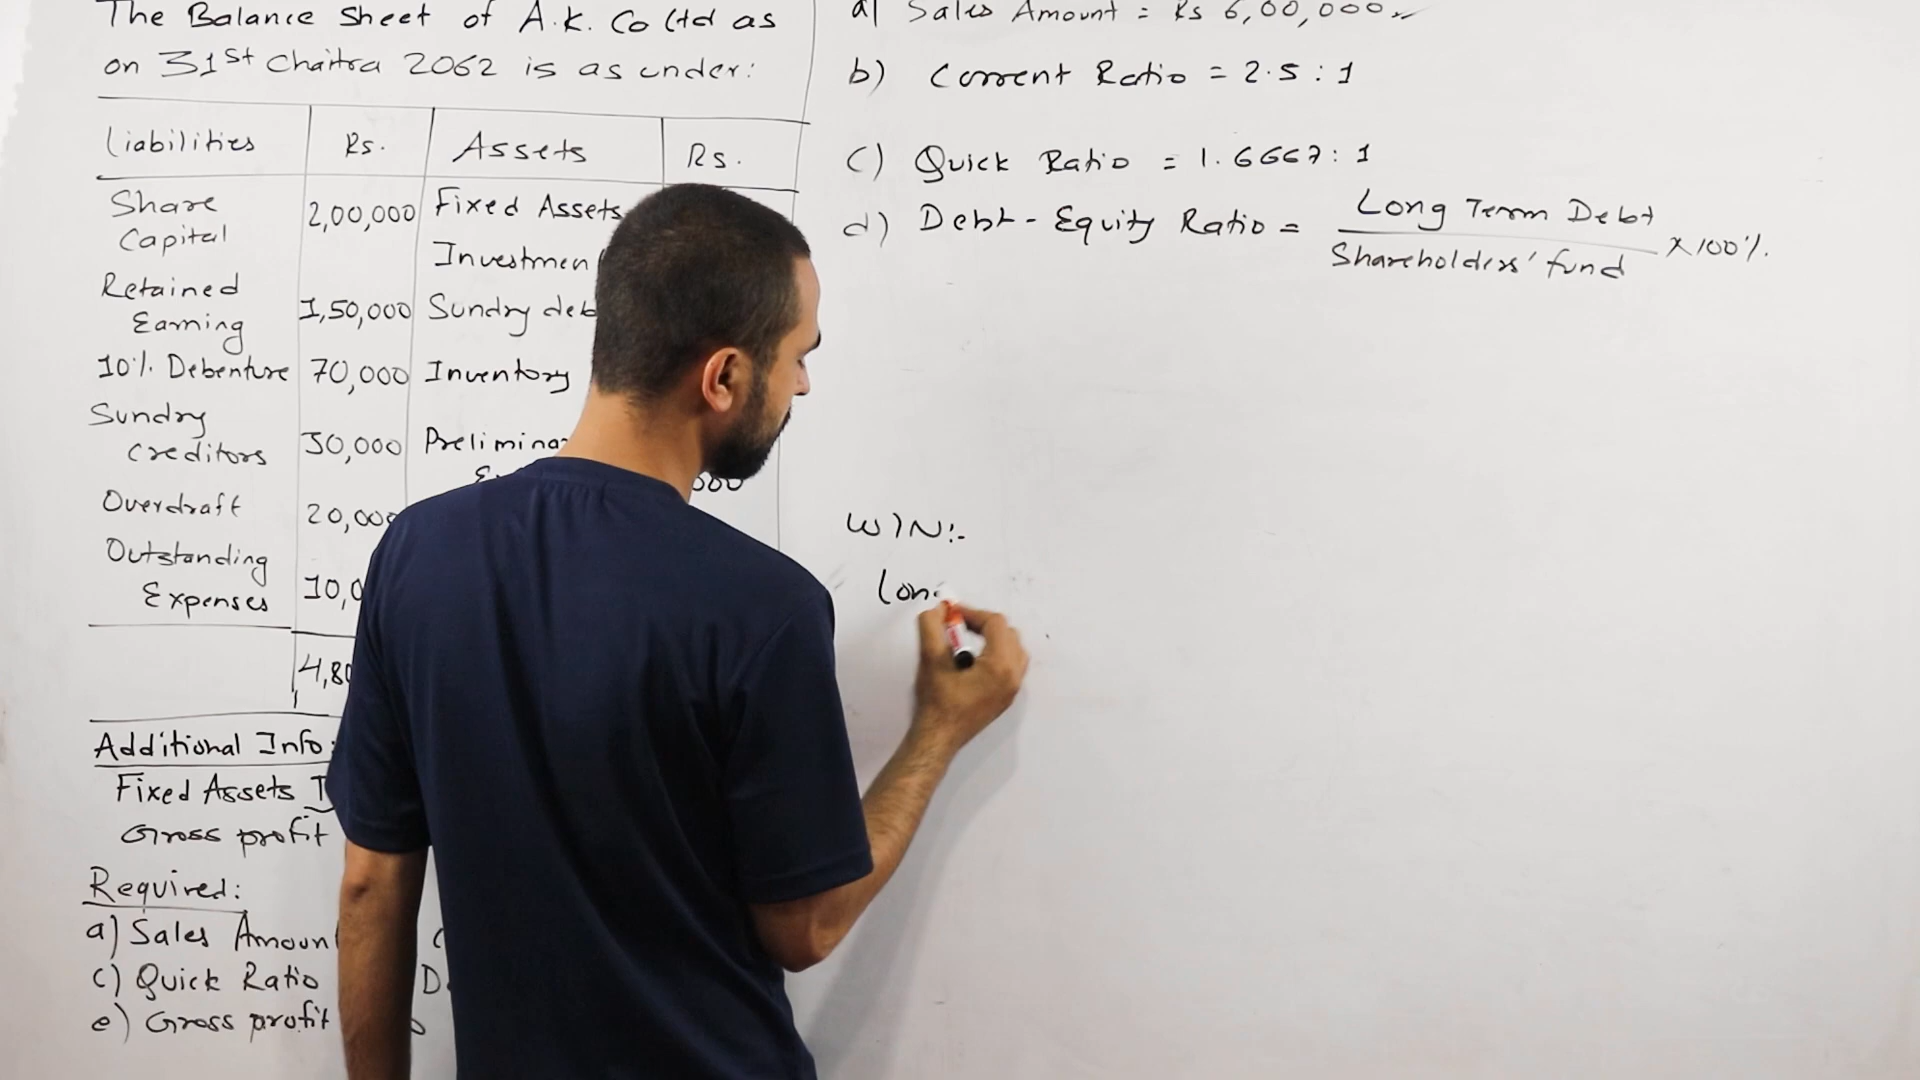 The Balance Sheet of A.K. Co Ltd as
on 31st Chaitra 2062 is as under:
Liabilities Rs. Assets Rs.
Share Capital 2,00,000 Fixed Assets
Investmen
Retained Earning 1,50,000 Sundry deb
10% Debenture 70,000 Inventory
Sundry Creditors 30,000 Prelimina
Overdraft 20,000
Outstanding Expenses 10,0
4,80
Additional Info:
Fixed Assets T
Gross profit
Required:
a) Sales Amoun
c) Quick Ratio D
e) Gross profit
a) Sales Amount = Rs 6,00,000
b) Current Ratio = 2.5 : 1
c) Quick Ratio = 1.6667 : 1
d) Debt-Equity Ratio = Long Term Debt
Shareholders' fund × 100%.
W)N:-
Long